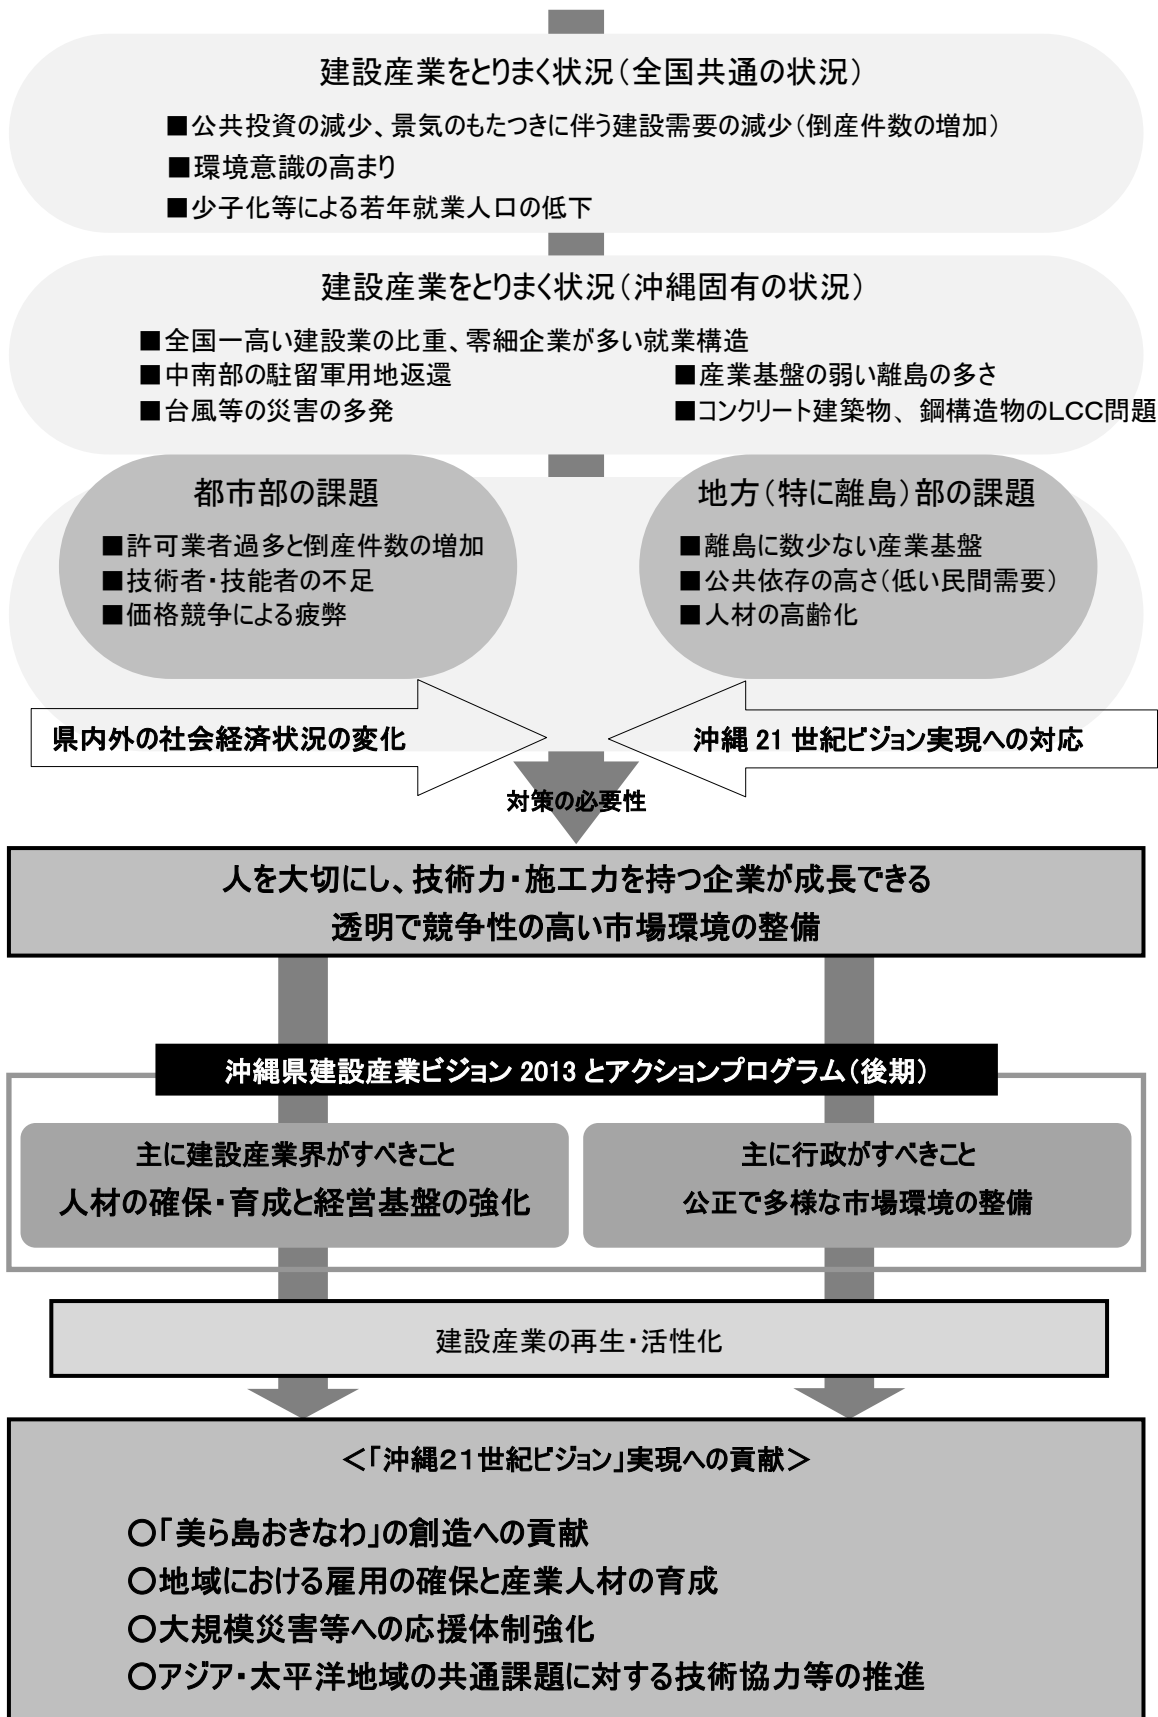 建設産業をとりまく状況（全国共通の状況）
■公共投資の減少、景気のもたつきに伴う建設需要の減少（倒産件数の増加）
■環境意識の高まり
■少子化等による若年就業人口の低下
建設産業をとりまく状況（沖縄固有の状況）
■全国一高い建設業の比重、零細企業が多い就業構造
■中南部の駐留軍用地返還
■産業基盤の弱い離島の多さ
■台風等の災害の多発
■コンクリート建築物、鋼構造物のＬＣＣ問題
都市部の課題
■許可業者過多と倒産件数の増加
■技術者・技能者の不足
■価格競争による疲弊
地方（特に離島）部の課題
■離島に数少ない産業基盤
■公共依存の高さ（低い民間需要）
■人材の高齢化
県内外の社会経済状況の変化
沖縄 21 世紀ビジョン実現への対応
対策の必要性
人を大切にし、技術力・施工力を持つ企業が成長できる
透明で競争性の高い市場環境の整備
沖縄県建設産業ビジョン 2013 とアクションプログラム（後期）
主に建設産業界がすべきこと
人材の確保・育成と経営基盤の強化
主に行政がすべきこと
公正で多様な市場環境の整備
建設産業の再生・活性化
＜「沖縄２１世紀ビジョン」実現への貢献＞
○「美ら島おきなわ」の創造への貢献
○地域における雇用の確保と産業人材の育成
○大規模災害等への応援体制強化
○アジア・太平洋地域の共通課題に対する技術協力等の推進